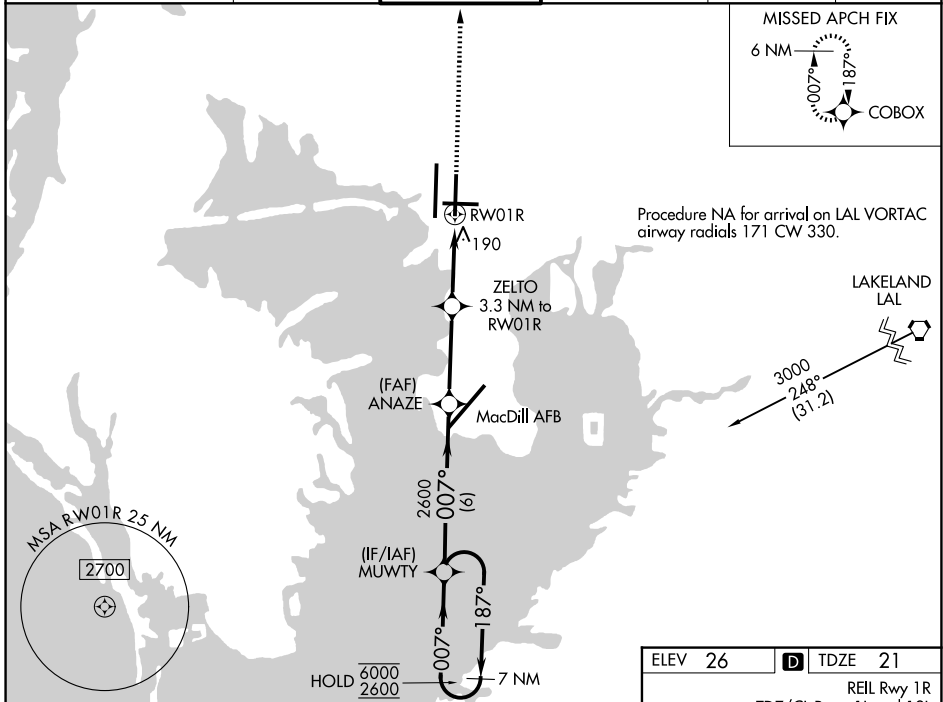 MISSED APCH FIX
6 NM
007°
187°
COBOX
RW01R
190
Procedure NA for arrival on LAL VORTAC
airway radials 171 CW 330.
ZELTO
3.3 NM to
RW01R
LAKELAND
LAL
3000
248°
(31.2)
(FAF)
ANAZE
MacDill AFB
2600
007°
(6)
MSA RW01R 25 NM
2700
(IF/IAF)
MUWTY
007°
187°
HOLD 6000
2600
7 NM
ELEV 26 D TDZE 21
REIL Rwy 1R